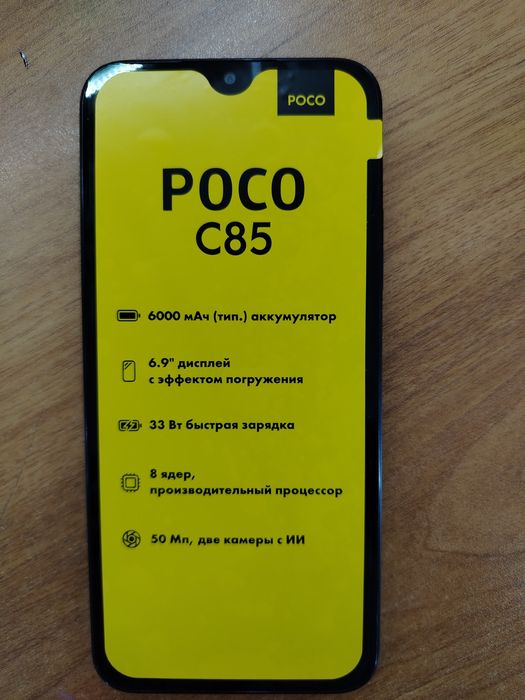 POCO
POCO
C85
6000 мАч (тип.) аккумулятор
6.9" дисплей
с эффектом погружения
33 Вт быстрая зарядка
8 ядер,
производительный процессор
50 Мп, две камеры с ИИ